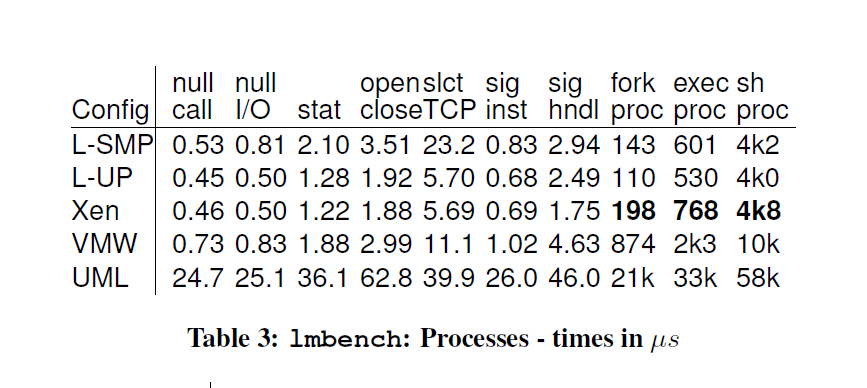 null null open slct sig sig fork exec sh
Config call I/O stat close TCP inst hndl proc proc proc
L-SMP 0.53 0.81 2.10 3.51 23.2 0.83 2.94 143 601 4k2
L-UP 0.45 0.50 1.28 1.92 5.70 0.68 2.49 110 530 4k0
Xen 0.46 0.50 1.22 1.88 5.69 0.69 1.75 198 768 4k8
VMW 0.73 0.83 1.88 2.99 11.1 1.02 4.63 874 2k3 10k
UML 24.7 25.1 36.1 62.8 39.9 26.0 46.0 21k 33k 58k
Table 3: lmbench: Processes - times in μs